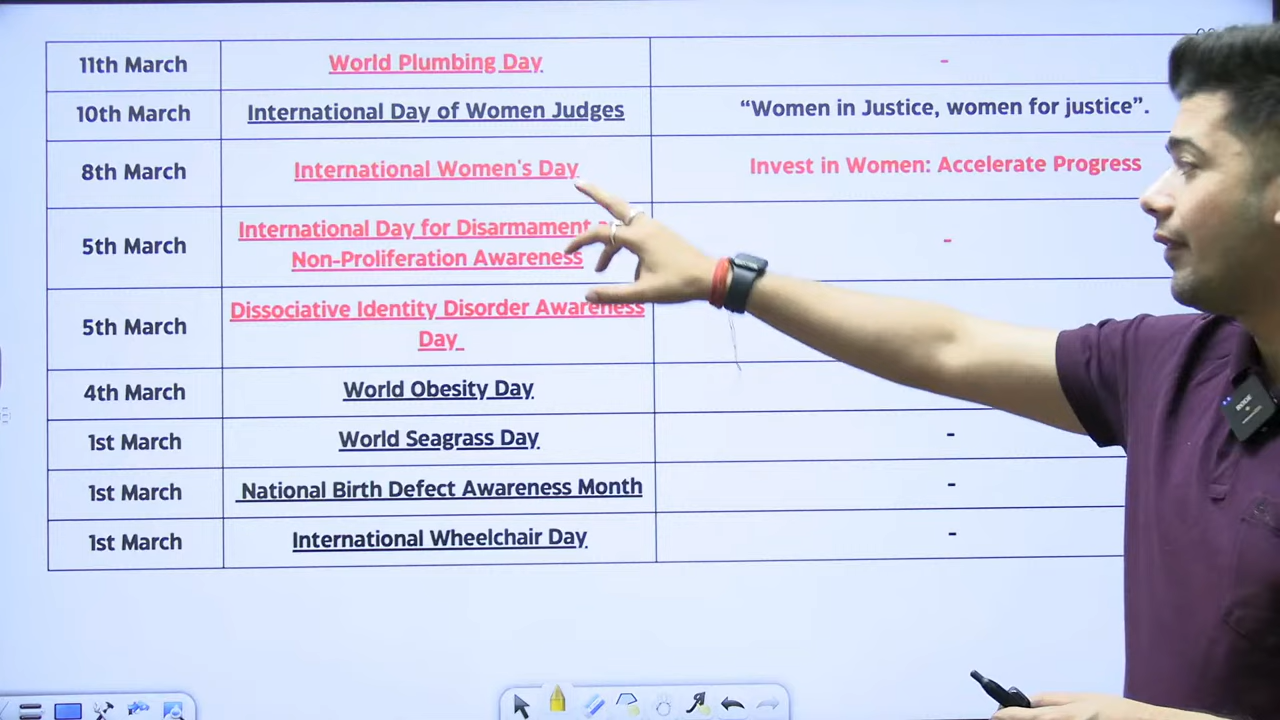 11th March
World Plumbing Day
-
10th March
International Day of Women Judges
“Women in Justice, women for justice”.
8th March
International Women's Day
Invest in Women: Accelerate Progress
5th March
International Day for Disarmament
Non-Proliferation Awareness
-
5th March
Dissociative Identity Disorder Awareness
Day
4th March
World Obesity Day
1st March
World Seagrass Day
-
1st March
National Birth Defect Awareness Month
-
1st March
International Wheelchair Day
-